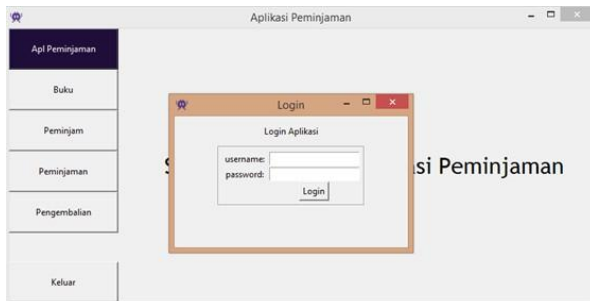 Aplikasi Peminjaman
Apl Peminjaman
Buku
Peminjam
Peminjaman
Pengembalian
Keluar
Login
Login Aplikasi
username:
password:
Login
si Peminjaman